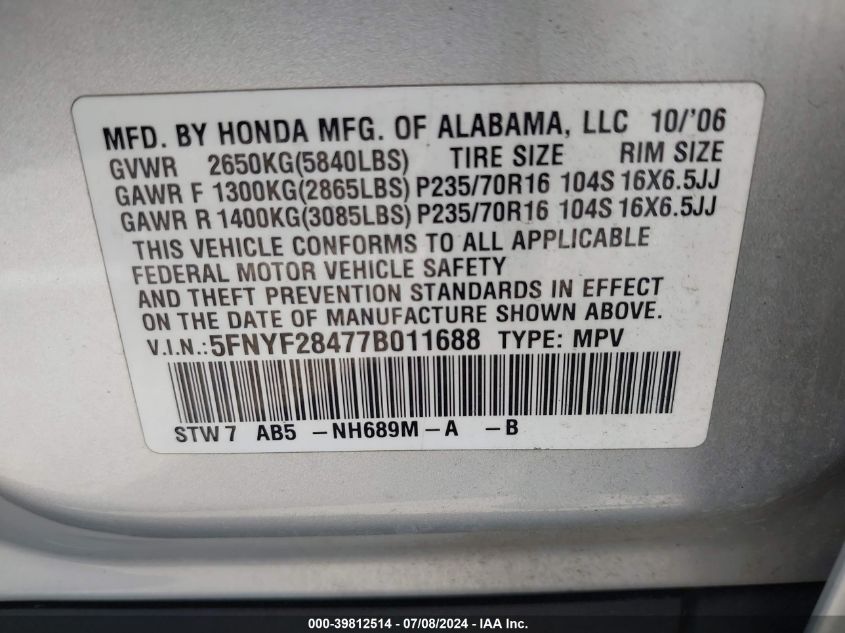 MFD. BY HONDA MFG. OF ALABAMA, LLC 10/'06
GVWR 2650KG(5840LBS) TIRE SIZE RIM SIZE
GAWR F 1300KG(2865LBS) P235/70R16 104S 16X6.5JJ
GAWR R 1400KG(3085LBS) P235/70R16 104S 16X6.5JJ
THIS VEHICLE CONFORMS TO ALL APPLICABLE
FEDERAL MOTOR VEHICLE SAFETY
AND THEFT PREVENTION STANDARDS IN EFFECT
ON THE DATE OF MANUFACTURE SHOWN ABOVE.
V.I.N.:5FNYF28477B011688 TYPE: MPV
STW7 AB5 -NH689M-A -B
000-39812514 - 07/08/2024 - IAA Inc.